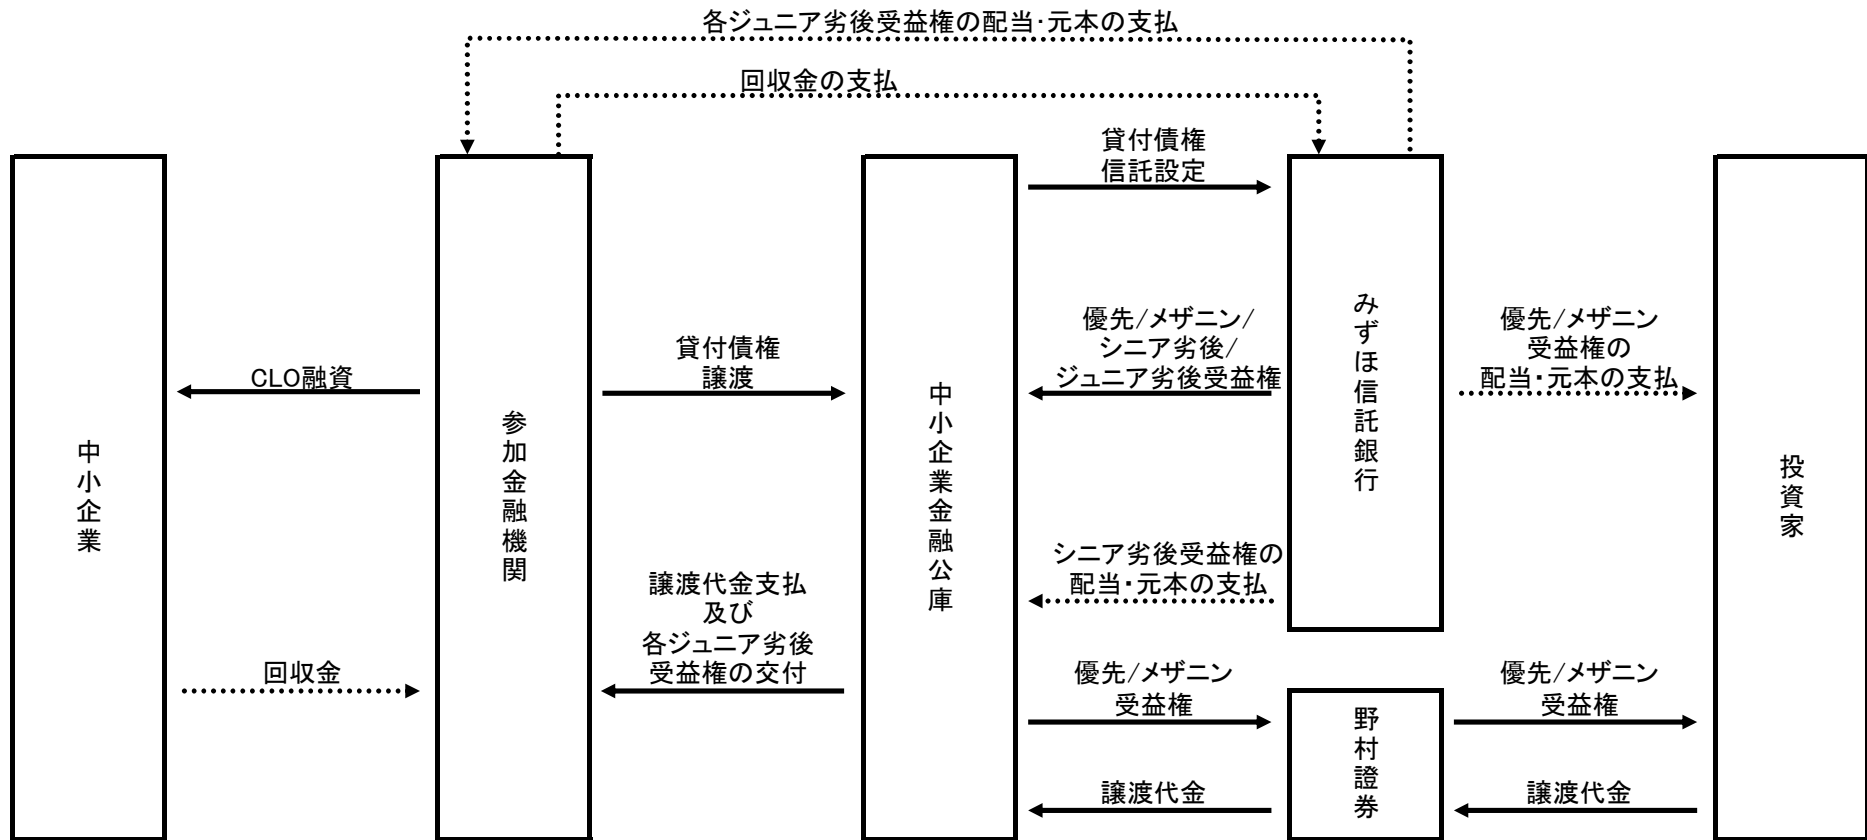 各ジュニア劣後受益権の配当･元本の支払
回収金の支払
貸付債権
信託設定
優先/メザニン/
シニア劣後/
ジュニア劣後受益権
優先/メザニン
受益権の
配当・元本の支払
貸付債権
譲渡
CLO融資
中小企業
参加金融機関
中小企業金融公庫
みずほ信託銀行
投資家
シニア劣後受益権の
配当・元本の支払
譲渡代金支払
及び
各ジュニア劣後
受益権の交付
回収金
優先/メザニン
受益権
野村證券
優先/メザニン
受益権
譲渡代金
譲渡代金